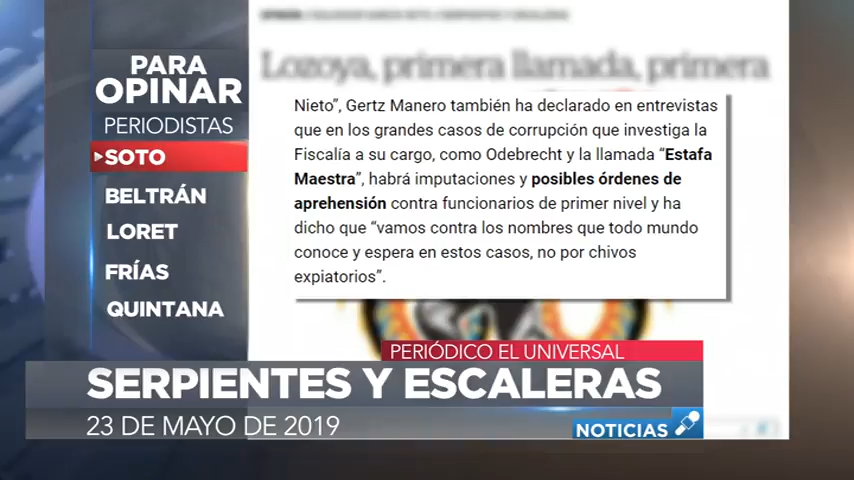 Lozoya, primera llamada, primera
PARA
OPINAR
PERIODISTAS
SOTO
BELTRÁN
LORET
FRÍAS
QUINTANA
Nieto”, Gertz Manero también ha declarado en entrevistas
que en los grandes casos de corrupción que investiga la
Fiscalía a su cargo, como Odebrecht y la llamada “Estafa
Maestra”, habrá imputaciones y posibles órdenes de
aprehensión contra funcionarios de primer nivel y ha
dicho que “vamos contra los nombres que todo mundo
conoce y espera en estos casos, no por chivos
expiatorios”.
PERIÓDICO EL UNIVERSAL
SERPIENTES Y ESCALERAS
23 DE MAYO DE 2019
NOTICIAS